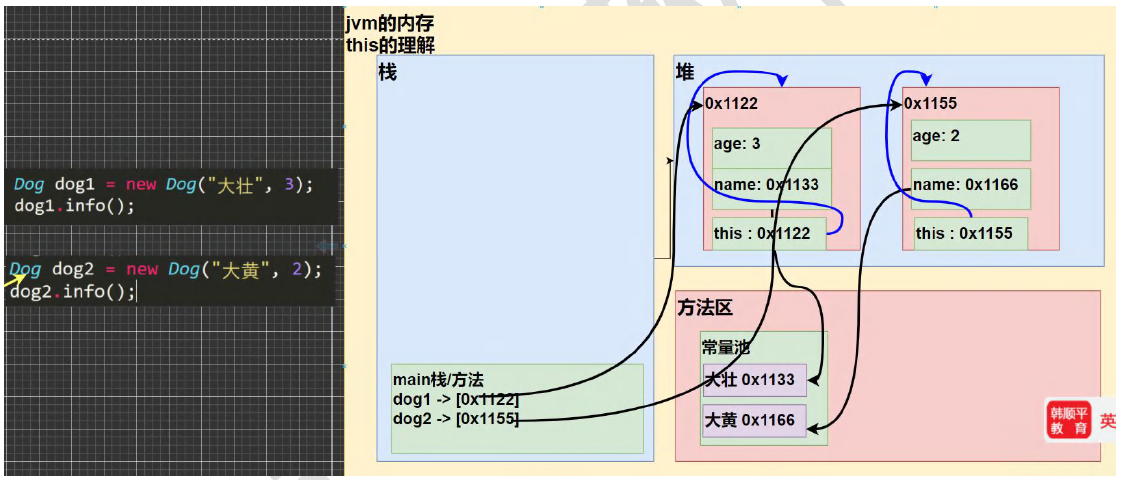 jvm的内存
this的理解
栈
堆
Dog dog1 = new Dog("大壮", 3);
dog1.info();
Dog dog2 = new Dog("大黄", 2);
dog2.info();
0x1122
age: 3
name: 0x1133
this : 0x1122
0x1155
age: 2
name: 0x1166
this : 0x1155
main栈/方法
dog1 -> [0x1122]
dog2 -> [0x1155]
方法区
常量池
大壮 0x1133
大黄 0x1166
韩顺平
教 育
英